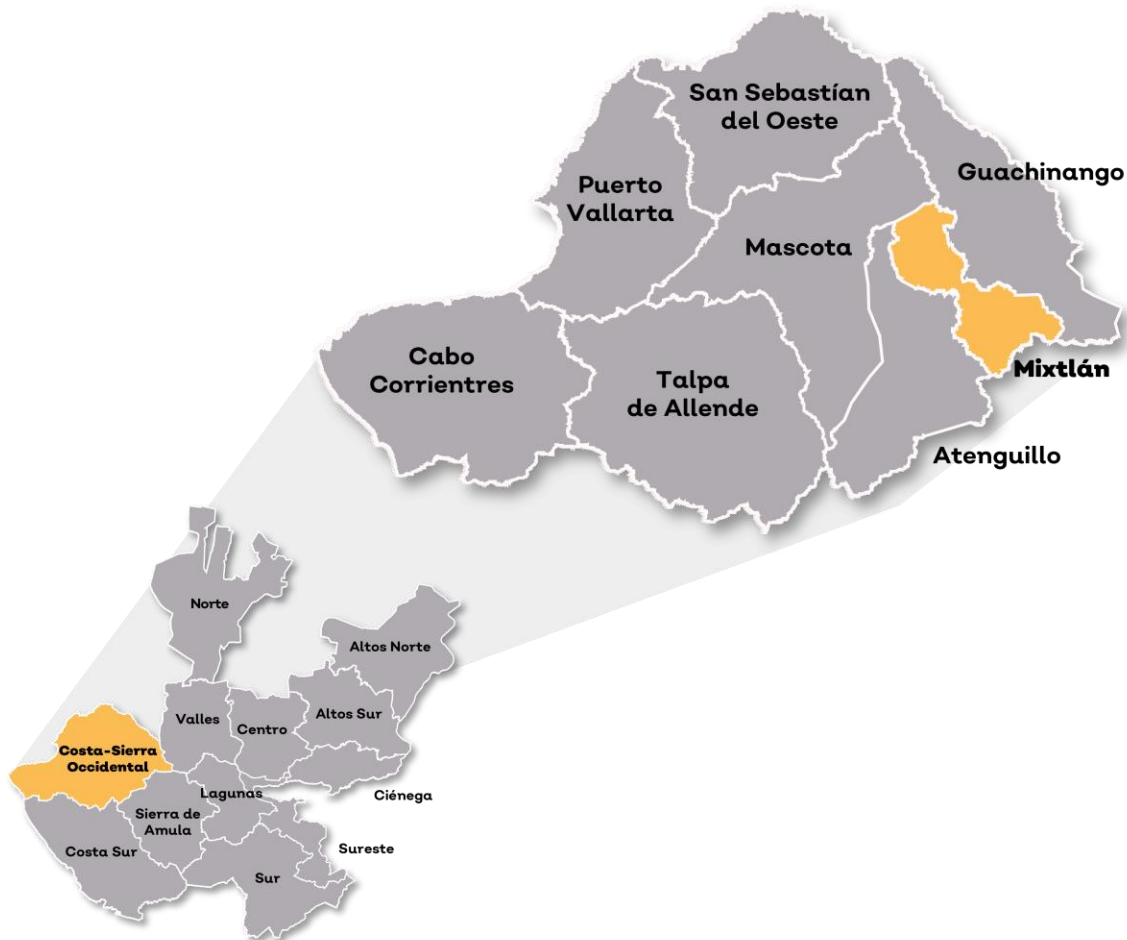 San Sebastían
del Oeste
Guachinango
Puerto
Vallarta
Mascota
Cabo
Corrientres
Talpa
de Allende
Mixtlán
Atenguillo
Norte
Altos Norte
Valles
Centro
Altos Sur
Costa-Sierra
Occidental
Lagunas
Ciénega
Sierra de
Amula
Costa Sur
Sureste
Sur